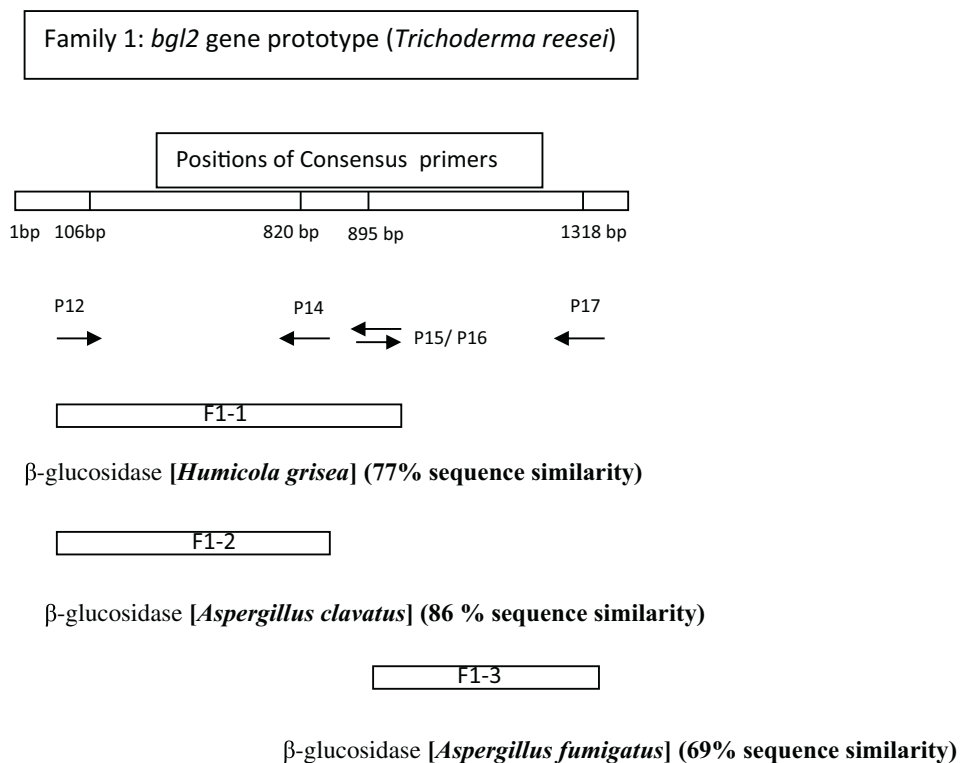 Family 1: bgl2 gene prototype (Trichoderma reesei)
Positions of Consensus primers
1bp 106bp 820 bp 895 bp 1318 bp
P12 P14 P17
P15/ P16
F1-1
β-glucosidase [Humicola grisea] (77% sequence similarity)
F1-2
β-glucosidase [Aspergillus clavatus] (86 % sequence similarity)
F1-3
β-glucosidase [Aspergillus fumigatus] (69% sequence similarity)